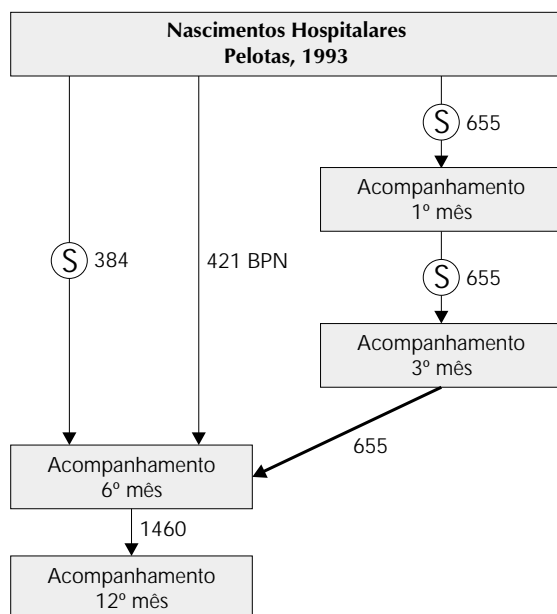 Nascimentos Hospitalares
Pelotas, 1993
S 655
Acompanhamento
1º mês
S 384
421 BPN
S 655
Acompanhamento
3º mês
655
Acompanhamento
6º mês
1460
Acompanhamento
12º mês